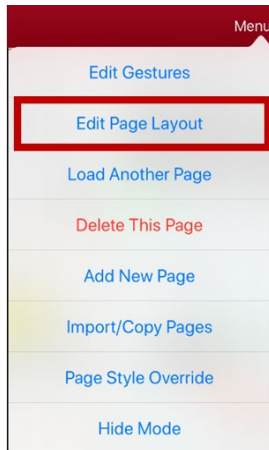 Menu
Edit Gestures
Edit Page Layout
Load Another Page
Delete This Page
Add New Page
Import/Copy Pages
Page Style Override
Hide Mode